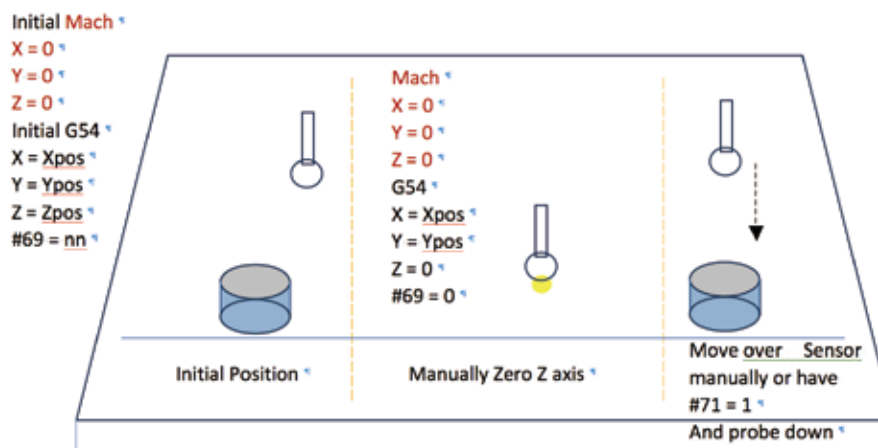 Initial Mach
X = 0
Y = 0
Z = 0
Initial G54
X = Xpos
Y = Ypos
Z = Zpos
#69 = nn
Mach
X = 0
Y = 0
Z = 0
G54
X = Xpos
Y = Ypos
Z = 0
#69 = 0
Initial Position
Manually Zero Z axis
Move over Sensor
manually or have
#71 = 1
And probe down